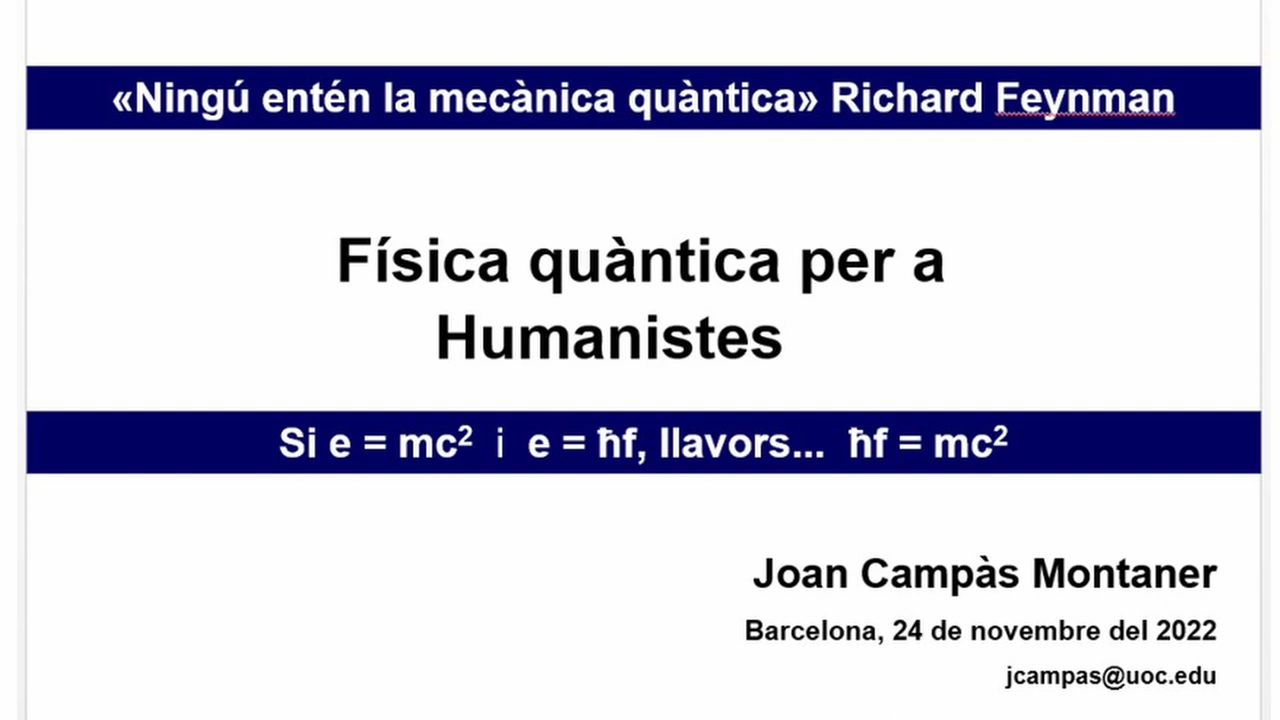 «Ningú entén la mecànica quàntica» Richard Feynman
Física quàntica per a
Humanistes
Si e = mc² i e = ħf, llavors... ħf = mc²
Joan Campàs Montaner
Barcelona, 24 de novembre del 2022
jcampas@uoc.edu